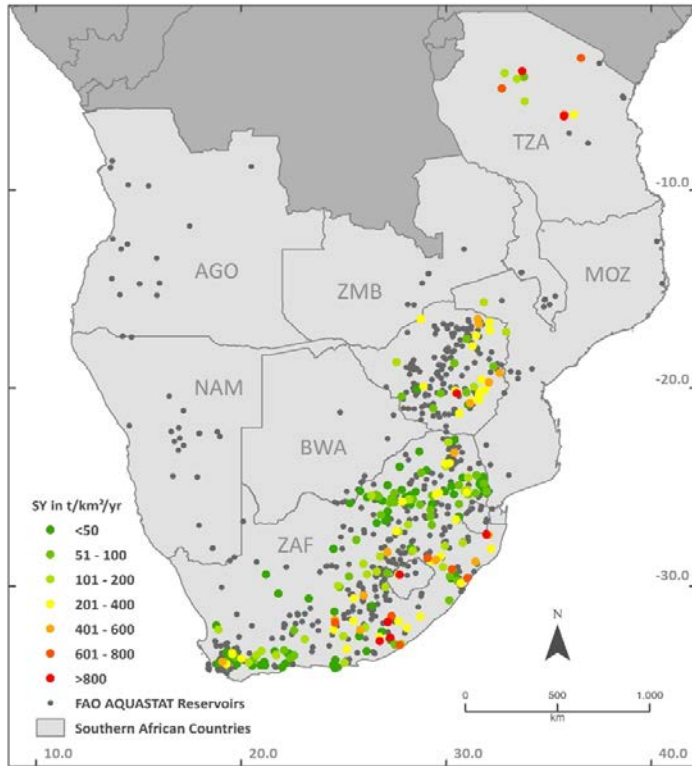 TZA
-10.0
AGO
ZMB
MOZ
NAM
-20.0
BWA
SY in t/km²/yr
<50
51 - 100
101 - 200
201 - 400
401 - 600
601 - 800
>800
FAO AQUASTAT Reservoirs
Southern African Countries
ZAF
-30.0
N
0 500 1,000
km
10.0 20.0 30.0 40.0